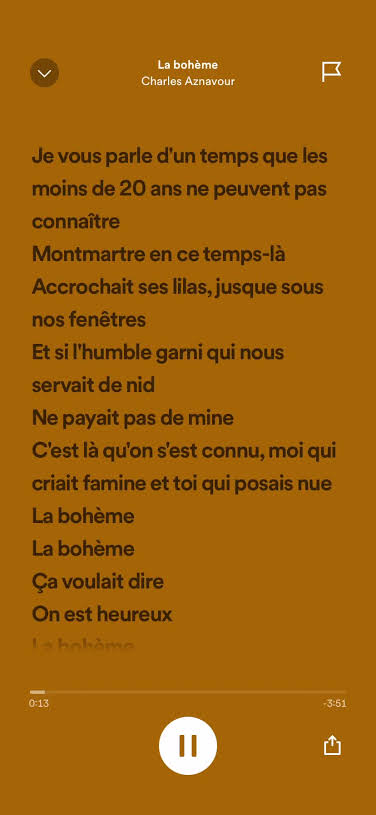 La bohème
Charles Aznavour
Je vous parle d'un temps que les
moins de 20 ans ne peuvent pas
connaître
Montmartre en ce temps-là
Accrochait ses lilas, jusque sous
nos fenêtres
Et si l'humble garni qui nous
servait de nid
Ne payait pas de mine
C'est là qu'on s'est connu, moi qui
criait famine et toi qui posais nue
La bohème
La bohème
Ça voulait dire
On est heureux
La bohème
0:13
-3:51